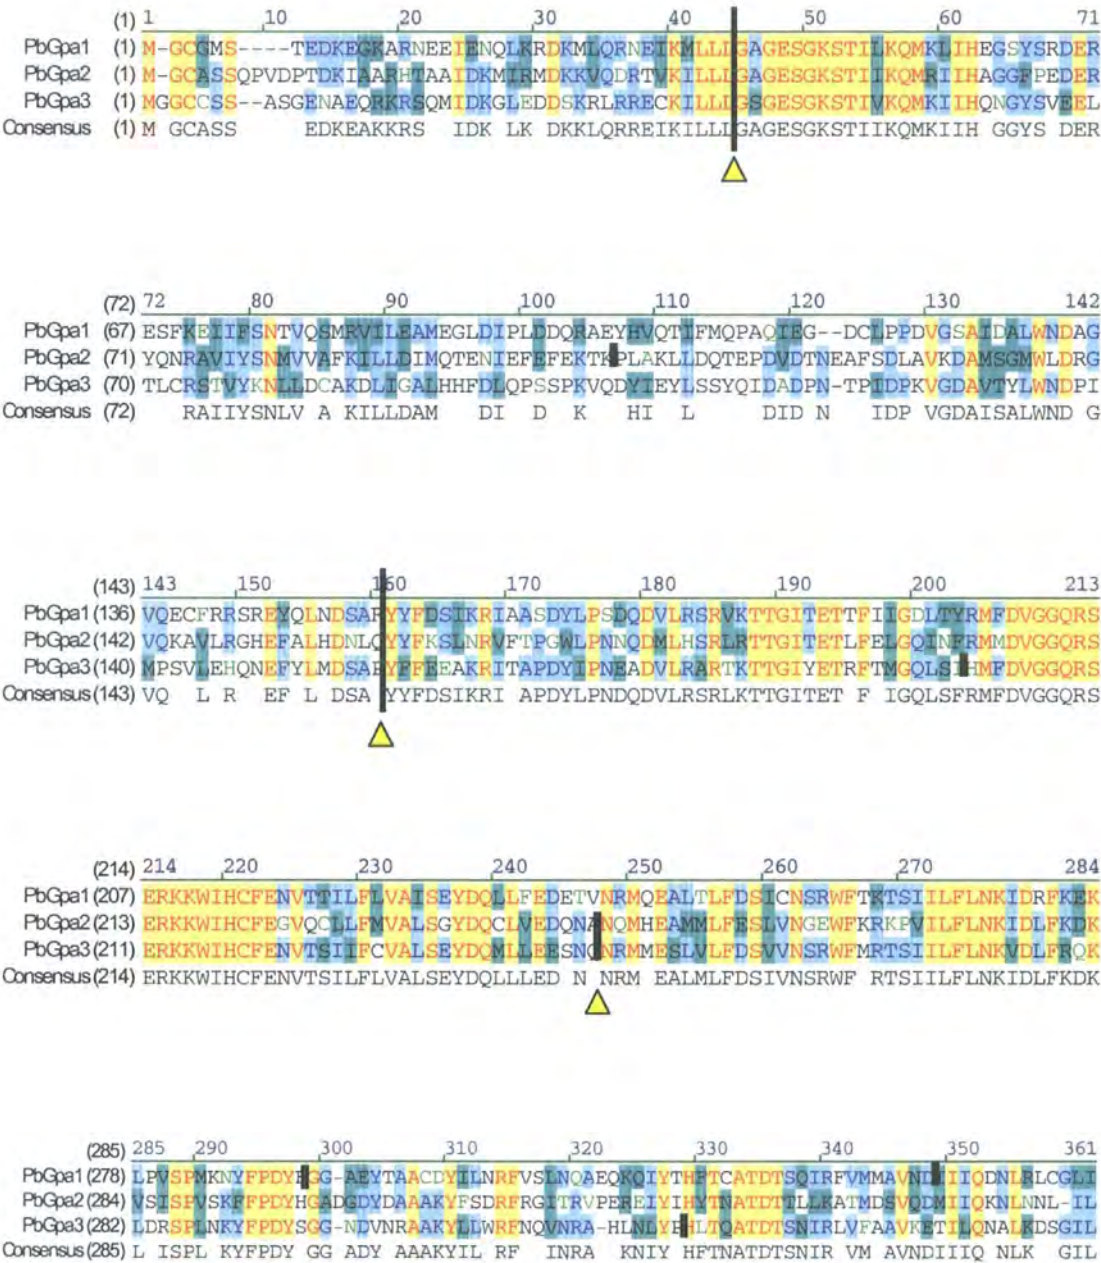 (1) 1 10 20 30 40 50 60 71
PbGpa1 (1) M-GCGMS----TEDKEGKARNEEIENQLKRDKMLQRNEIKMLLLGAGESGKSTILKQMKLIHEGSYSRDER
PbGpa2 (1) M-GCASSQPVDPTDKIAARHTAAIDKMIRMDKKVQDRTVKILLLGAGESGKSTIIKQMRIIHAGGFPEDER
PbGpa3 (1) MGGCCSS--ASGENAEQRKRSQMIDKGLEDDSKRLRRECKILLLGSGESGKSTIVKQMKIIHQNGYSVEEL
Consensus (1) M GCASS EDKEAKKRS IDK LK DKKLQRREIKILLLGAGESGKSTIIKQMKIIH GGYS DER
(72) 72 80 90 100 110 120 130 142
PbGpa1 (67) ESFKEIIFSNTVQSMRVILEAMEGLDIPLDDQRAEYHVQTIFMQPAQIEG--DCLPPDVGSAIDALWNDAG
PbGpa2 (71) YQNRAVIYSNMVVAFKILLDIMQTENIEFEFEKTKPLAKLLDQTEPDVDTNEAFSDLAVKDAMSGMWLDRG
PbGpa3 (70) TLCRSTVYKNLLDCAKDLIGALHHFDLQPSSPKVQDYIEYLSSYQIDADPN-TPIDPKVGDAVTYLWNDPI
Consensus (72) RAIIYSNLV A KILLDAM DI D K HI L DID N IDP VGDAISALWND G
(143) 143 150 160 170 180 190 200 213
PbGpa1 (136) VQECFRRSREYQLNDSARYYFDSIKRIAASDYLPSDQDVLRSRVKTTGITETTFIIGDLTYRMFDVGGQRS
PbGpa2 (142) VQKAVLRGHEFALHDNLQYYFKSLNRVFTPGWLPNNQDMLHSRLRTTGITETLFELGQINFRMMDVGGQRS
PbGpa3 (140) MPSVLEHQNEFYLMDSARYFFEEAKRITAPDYIPNEADVLRARTKTTGIYETRFTMGQLSIHMFDVGGQRS
Consensus (143) VQ L R EF L DSA YYFDSIKRI APDYLPNDQDVLRSRLKTTGITET F IGQLSFRMFDVGGQRS
(214) 214 220 230 240 250 260 270 284
PbGpa1 (207) ERKKWIHCFENVTTILFLVAISEYDQLLFEDETVNRMQEALTLFDSICNSRWFTKTSIILFLNKIDRFKEK
PbGpa2 (213) ERKKWIHCFEGVQCLLFMVALSGYDQCLVEDQNANQMHEAMMLFESLVNGEWFKRKPVILFLNKIDLFKDK
PbGpa3 (211) ERKKWIHCFENVTSIIFCVALSEYDQMLLEESNQNRMMESLVLFDSVVNSRWFMRTSIILFLNKVDLFRQK
Consensus (214) ERKKWIHCFENVTSILFLVALSEYDQLLLED N NRM EALMLFDSIVNSRWF RTSIILFLNKIDLFKDK
(285) 285 290 300 310 320 330 340 350 361
PbGpa1 (278) LPVSPMKNYFPDYRGG-AEYTAACDYILNRFVSLNQAEQKQIYTHFTCATDTSQIRFVMMAVNDIIIQDNLRLCGLI
PbGpa2 (284) VSISPVSKFFPDYHGADGDYDAAAKYFSDRFRGITRVPEREIYTHYTNATDTTLLKATMDSVQDMIIQKNLNNL-IL
PbGpa3 (282) LDRSPLNKYFPDYSGG-NDVNRAAKYLLWRFNQVNRA-HLNLYPHLTQATDTSNIRLVFAAVKETILQNALKDSGIL
Consensus (285) L ISPL KYFPDY GG ADY AAAKYIL RF INRA KNIY HFTNATDTSNIR VM AVNDIIIQ NLK GIL